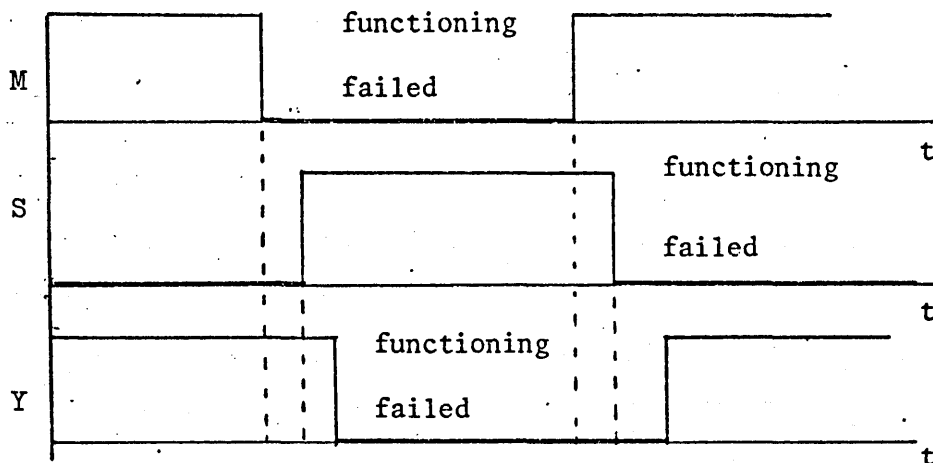 functioning
M
failed
t
functioning
S
failed
t
functioning
Y
failed
t